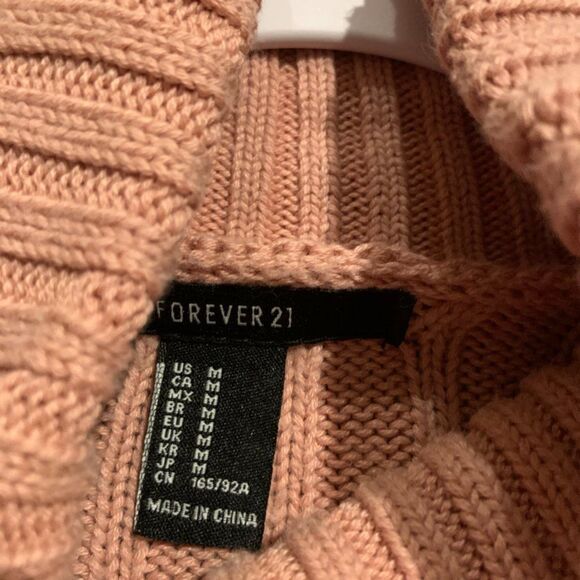 FOREVER 21
US M
CA M
MX M
BR M
EU M
UK M
KR M
JP M
CN 165/92A
MADE IN CHINA